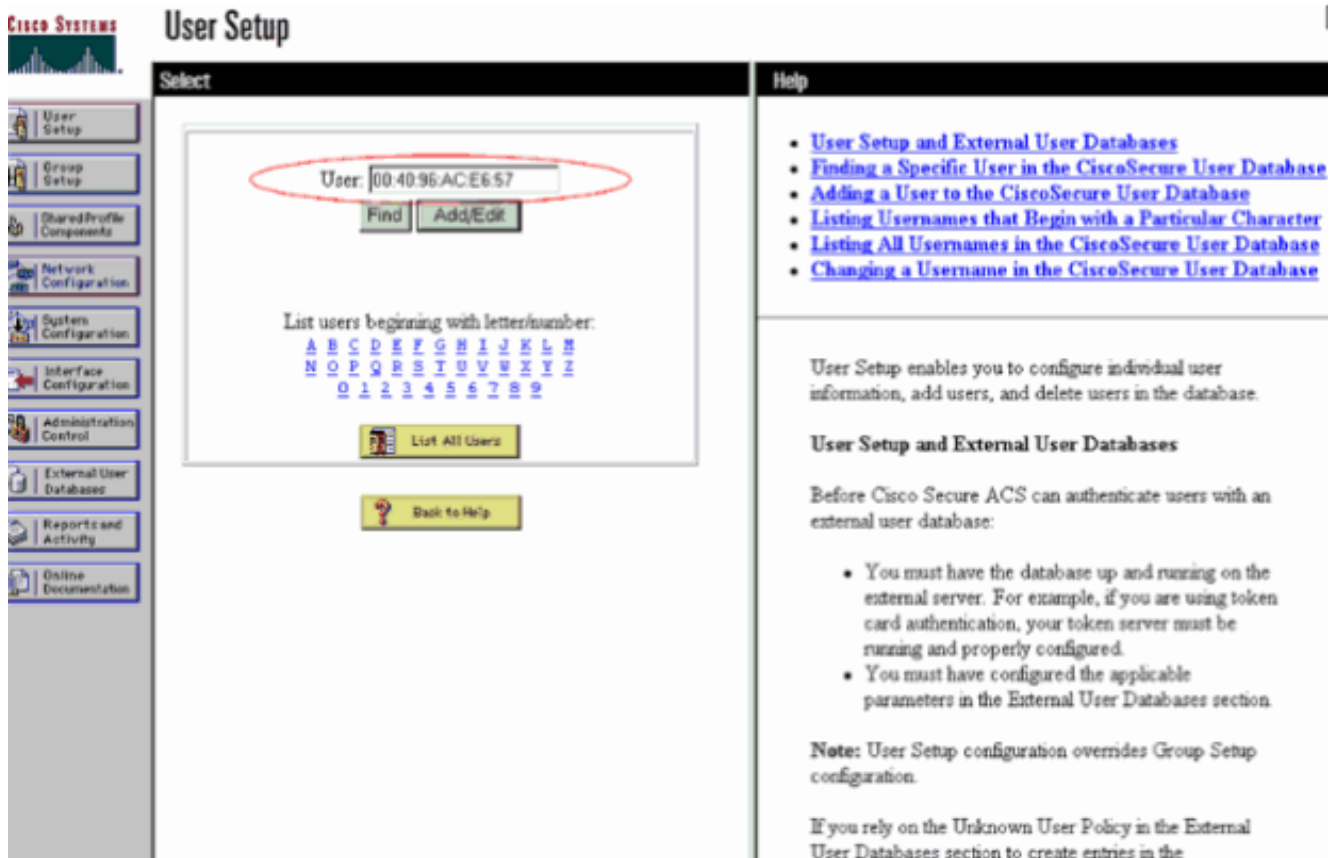 CISCO SYSTEMS
User Setup
User Setup
Group Setup
Shared Profile Components
Network Configuration
System Configuration
Interface Configuration
Administration Control
External User Databases
Reports and Activity
Online Documentation
Select
User: 00:40:96:AC:E6:57
Find Add/Edit
List users beginning with letter/number:
A B C D E F G H I J K L M
N O P Q R S T U V W X Y Z
0 1 2 3 4 5 6 7 8 9
List All Users
Back to Help
Help
• User Setup and External User Databases
• Finding a Specific User in the CiscoSecure User Database
• Adding a User to the CiscoSecure User Database
• Listing Usernames that Begin with a Particular Character
• Listing All Usernames in the CiscoSecure User Database
• Changing a Username in the CiscoSecure User Database
User Setup enables you to configure individual user
information, add users, and delete users in the database.
User Setup and External User Databases
Before Cisco Secure ACS can authenticate users with an
external user database:
• You must have the database up and running on the
external server. For example, if you are using token
card authentication, your token server must be
running and properly configured.
• You must have configured the applicable
parameters in the External User Databases section.
Note: User Setup configuration overrides Group Setup
configuration.
If you rely on the Unknown User Policy in the External
User Databases section to create entries in the